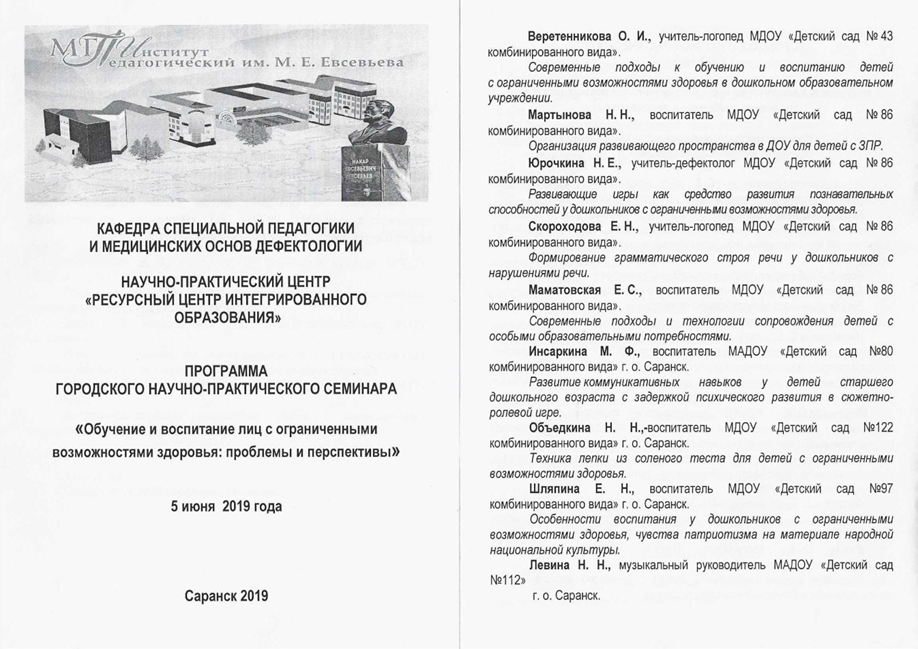 МГПИнститут
Педагогический им. М. Е. Евсевьева
МАКАР
ЕВСЕВЬЕВИЧ
ЕВСЕВЬЕВ
КАФЕДРА СПЕЦИАЛЬНОЙ ПЕДАГОГИКИ
И МЕДИЦИНСКИХ ОСНОВ ДЕФЕКТОЛОГИИ
НАУЧНО-ПРАКТИЧЕСКИЙ ЦЕНТР
«РЕСУРСНЫЙ ЦЕНТР ИНТЕГРИРОВАННОГО
ОБРАЗОВАНИЯ»
ПРОГРАММА
ГОРОДСКОГО НАУЧНО-ПРАКТИЧЕСКОГО СЕМИНАРА
«Обучение и воспитание лиц с ограниченными
возможностями здоровья: проблемы и перспективы»
5 июня 2019 года
Саранск 2019
Веретенникова О. И., учитель-логопед МДОУ «Детский сад № 43
комбинированного вида».
Современные подходы к обучению и воспитанию детей
с ограниченными возможностями здоровья в дошкольном образовательном
учреждении.
Мартынова Н. Н., воспитатель МДОУ «Детский сад № 86
комбинированного вида».
Организация развивающего пространства в ДОУ для детей с ЗПР.
Юрочкина Н. Е., учитель-дефектолог МДОУ «Детский сад № 86
комбинированного вида».
Развивающие игры как средство развития познавательных
способностей у дошкольников с ограниченными возможностями здоровья.
Скороходова Е. Н., учитель-логопед МДОУ «Детский сад № 86
комбинированного вида».
Формирование грамматического строя речи у дошкольников с
нарушениями речи.
Маматовская Е. С., воспитатель МДОУ «Детский сад № 86
комбинированного вида».
Современные подходы и технологии сопровождения детей с
особыми образовательными потребностями.
Инсаркина М. Ф., воспитатель МАДОУ «Детский сад №80
комбинированного вида» г. о. Саранск.
Развитие коммуникативных навыков у детей старшего
дошкольного возраста с задержкой психического развития в сюжетно-
ролевой игре.
Объедкина Н. Н.,-воспитатель МДОУ «Детский сад №122
комбинированного вида» г. о. Саранск.
Техника лепки из соленого теста для детей с ограниченными
возможностями здоровья.
Шляпина Е. Н., воспитатель МДОУ «Детский сад №97
комбинированного вида» г. о. Саранск.
Особенности воспитания у дошкольников с ограниченными
возможностями здоровья, чувства патриотизма на материале народной
национальной культуры.
Левина Н. Н., музыкальный руководитель МАДОУ «Детский сад
№112»
г. о. Саранск.